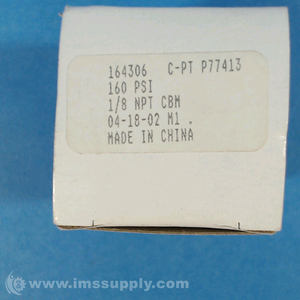 164306 C-PT P77413
160 PSI
1/8 NPT CBM
04-18-02 M1 .
MADE IN CHINA
© www.imssupply.com